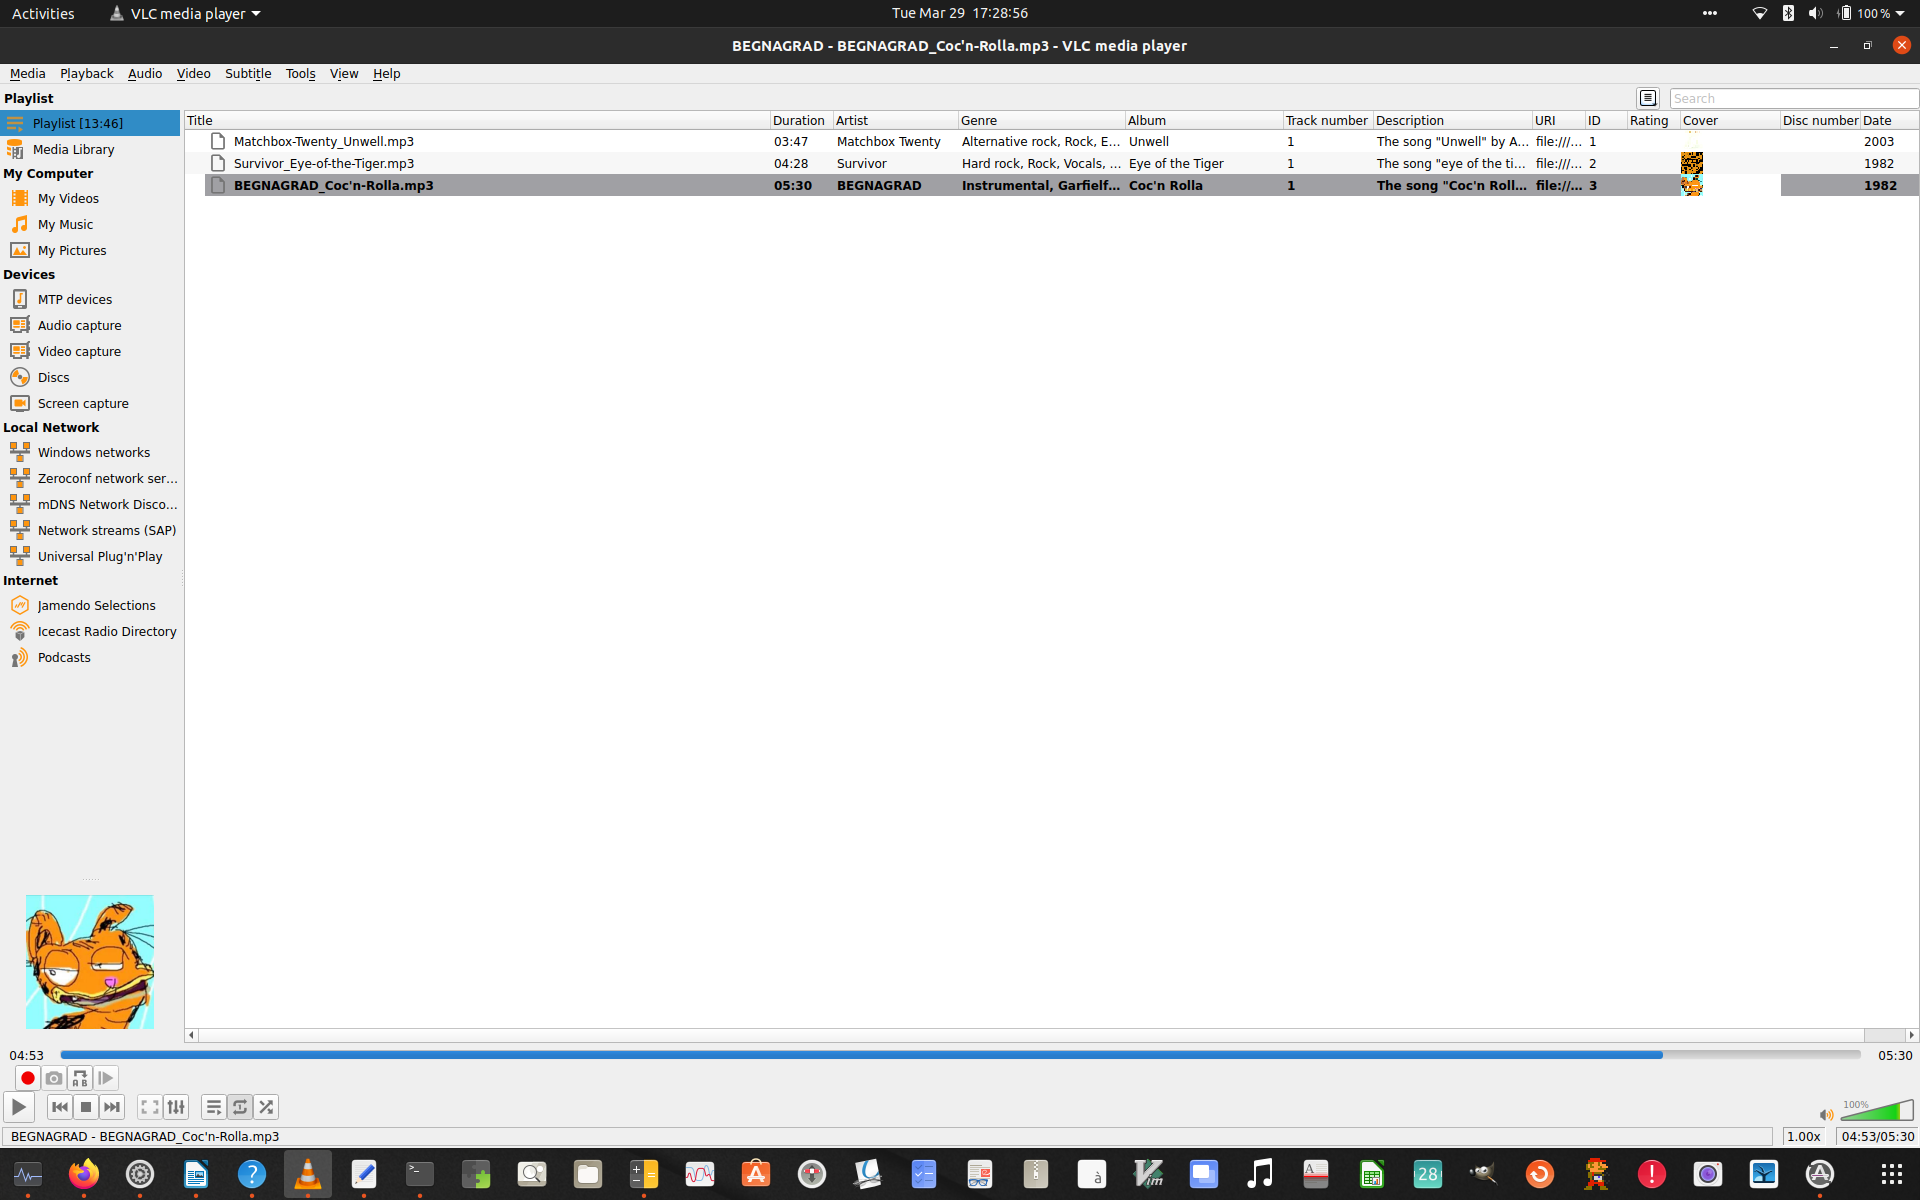 Activities VLC media player Tue Mar 29 17:28:56 100 %
BEGNAGRAD - BEGNAGRAD_Coc'n-Rolla.mp3 - VLC media player
Media Playback Audio Video Subtitle Tools View Help
Playlist
Search
Playlist [13:46]
Media Library
My Computer
My Videos
My Music
My Pictures
Devices
MTP devices
Audio capture
Video capture
Discs
Screen capture
Local Network
Windows networks
Zeroconf network ser...
mDNS Network Disco...
Network streams (SAP)
Universal Plug'n'Play
Internet
Jamendo Selections
Icecast Radio Directory
Podcasts
Title Duration Artist Genre Album Track number Description URI ID Rating Cover Disc number Date
Matchbox-Twenty_Unwell.mp3 03:47 Matchbox Twenty Alternative rock, Rock, E... Unwell 1 The song "Unwell" by A... file:///... 1 2003
Survivor_Eye-of-the-Tiger.mp3 04:28 Survivor Hard rock, Rock, Vocals, ... Eye of the Tiger 1 The song "eye of the ti... file:///... 2 1982
BEGNAGRAD_Coc'n-Rolla.mp3 05:30 BEGNAGRAD Instrumental, Garfielf... Coc'n Rolla 1 The song "Coc'n Roll... file://... 3 1982
04:53 05:30
A B
100%
BEGNAGRAD - BEGNAGRAD_Coc'n-Rolla.mp3 1.00x 04:53/05:30
? >_ à Vim A 28 !